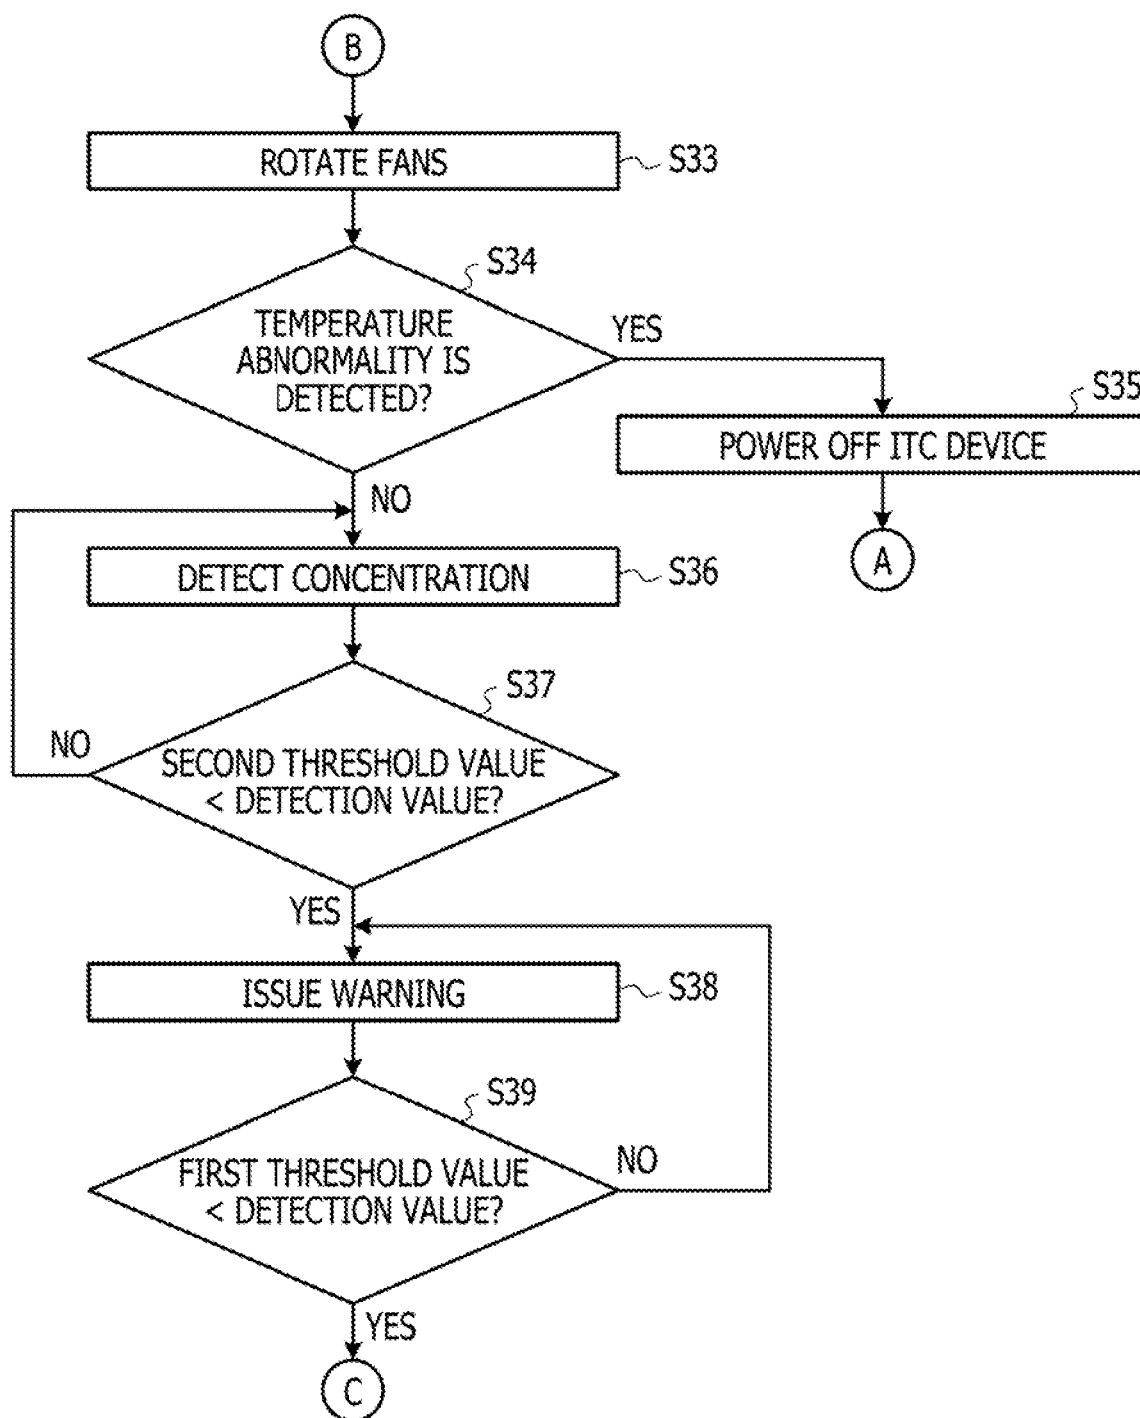 B
ROTATE FANS
S33
S34
TEMPERATURE
ABNORMALITY IS
DETECTED?
YES
S35
POWER OFF ITC DEVICE
A
NO
DETECT CONCENTRATION
S36
S37
NO
SECOND THRESHOLD VALUE
< DETECTION VALUE?
YES
ISSUE WARNING
S38
S39
FIRST THRESHOLD VALUE
< DETECTION VALUE?
NO
YES
C